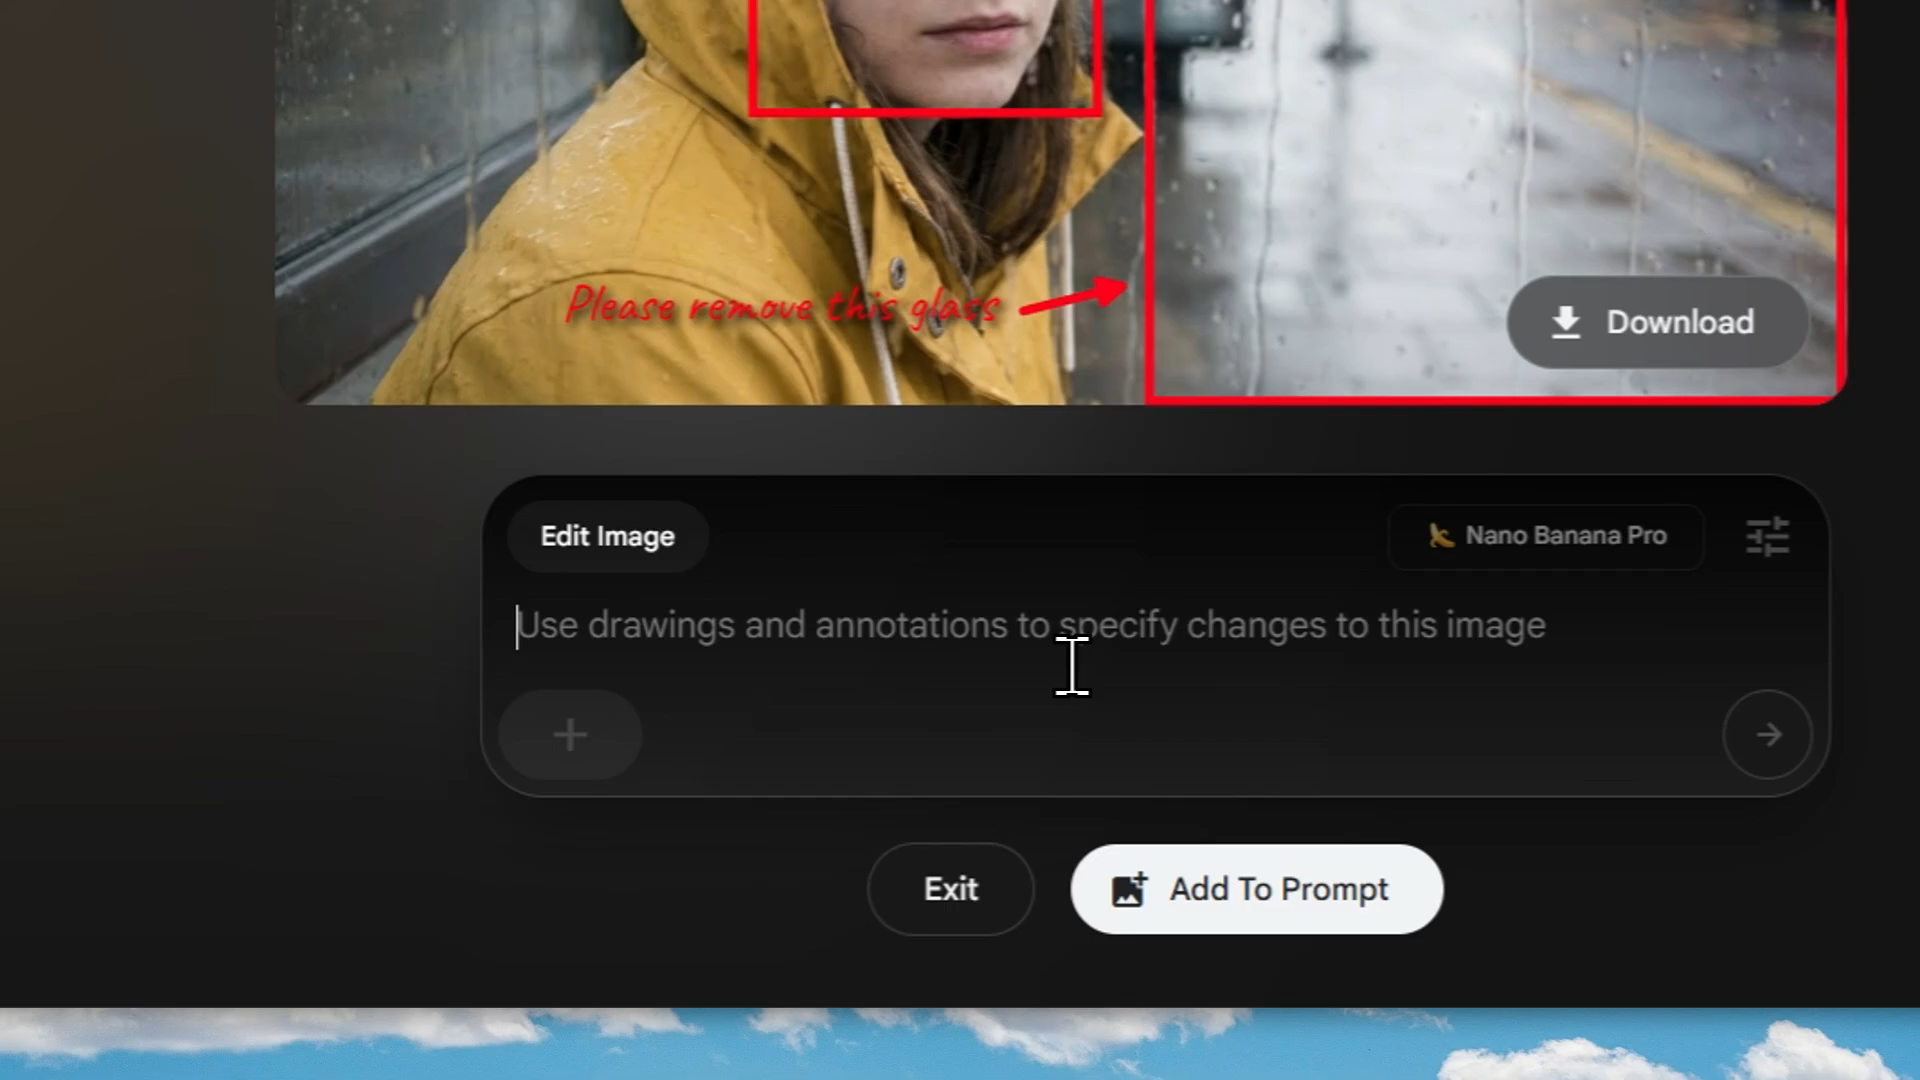 Please remove this glass
Download
Edit Image
Nano Banana Pro
Use drawings and annotations to specify changes to this image
Exit
Add To Prompt